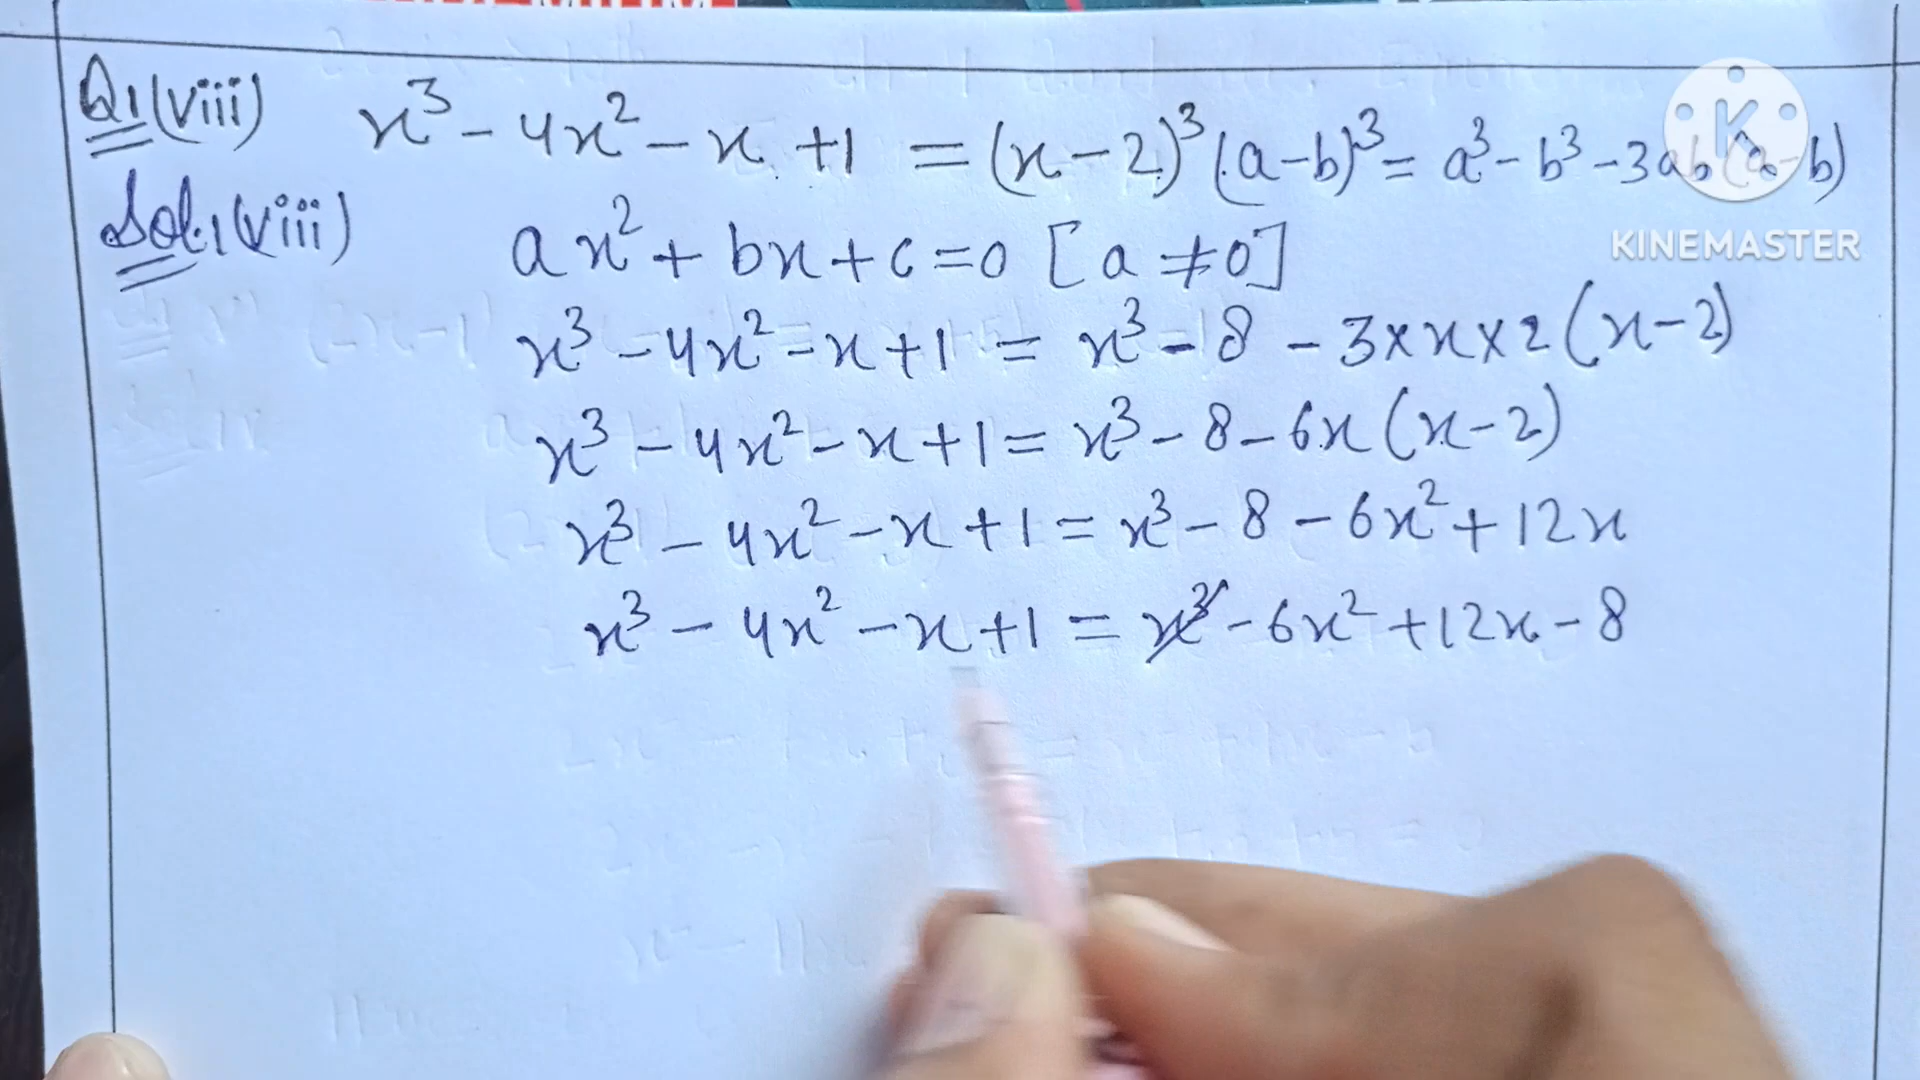 Q1(viii) x³ - 4x² - x + 1 = (x - 2)³ (a - b)³ = a³ - b³ - 3ab(a - b)
Sol.1(viii) ax² + bx + c = 0 [a ≠ 0]
x³ - 4x² - x + 1 = x³ - 8 - 3 × x × 2 (x - 2)
x³ - 4x² - x + 1 = x³ - 8 - 6x (x - 2)
x³ - 4x² - x + 1 = x³ - 8 - 6x² + 12x
x³ - 4x² - x + 1 = x³ - 6x² + 12x - 8
K
KINEMASTER